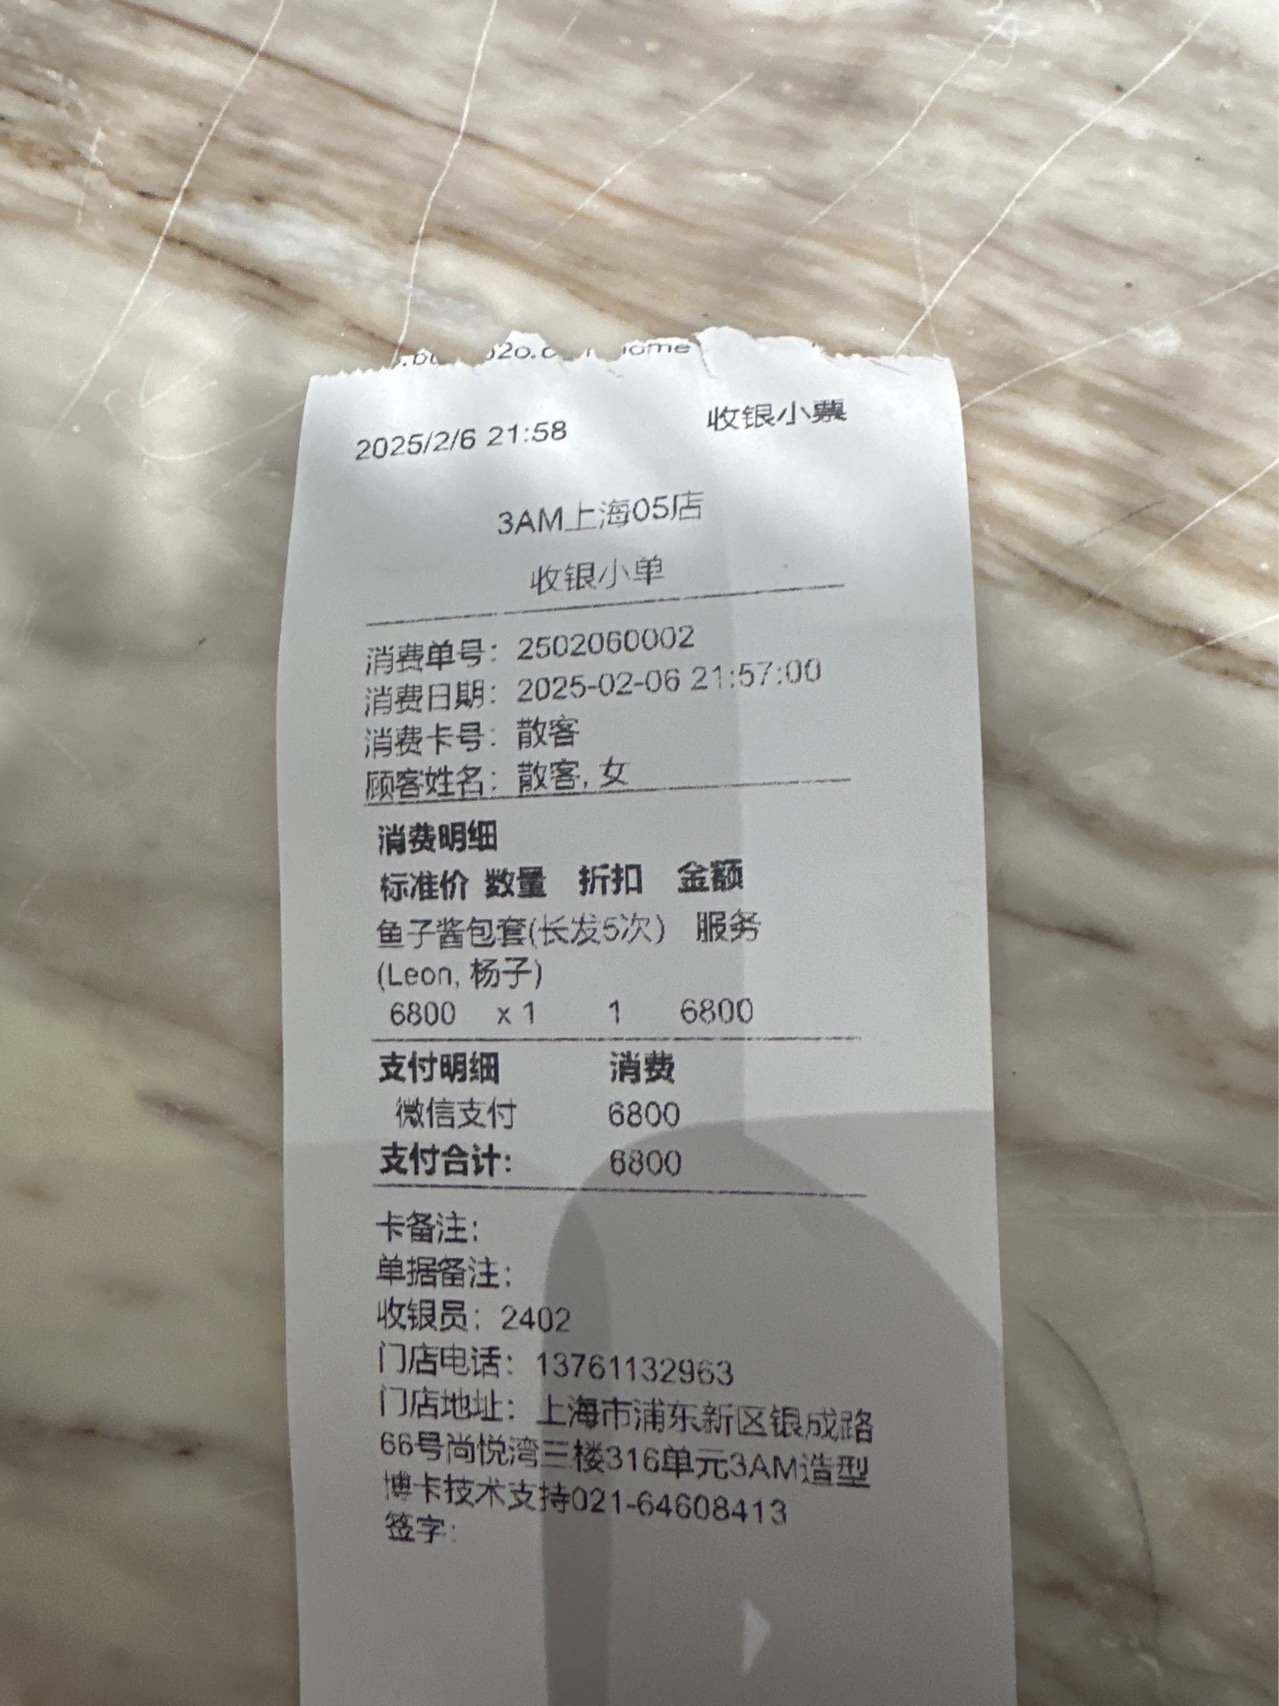 2025/2/6 21:58 收银小票
3AM上海05店
收银小单
消费单号：2502060002
消费日期：2025-02-06 21:57:00
消费卡号：散客
顾客姓名：散客, 女
消费明细
标准价 数量 折扣 金额
鱼子酱包套(长发5次) 服务
(Leon, 杨子)
6800 x 1 1 6800
支付明细 消费
微信支付 6800
支付合计： 6800
卡备注：
单据备注：
收银员：2402
门店电话：13761132963
门店地址：上海市浦东新区银成路
66号尚悦湾三楼316单元3AM造型
博卡技术支持021-64608413
签字：